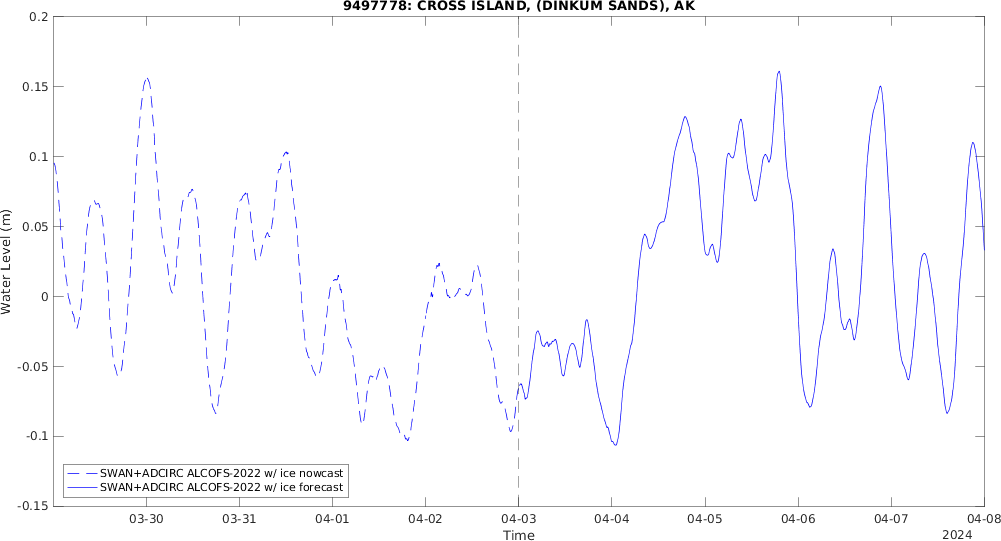 9497778: CROSS ISLAND, (DINKUM SANDS), AK
0.2
0.15
0.1
0.05
0
-0.05
-0.1
-0.15
Water Level (m)
SWAN+ADCIRC ALCOFS-2022 w/ ice nowcast
SWAN+ADCIRC ALCOFS-2022 w/ ice forecast
03-30 03-31 04-01 04-02 04-03 04-04 04-05 04-06 04-07 04-08
Time
2024